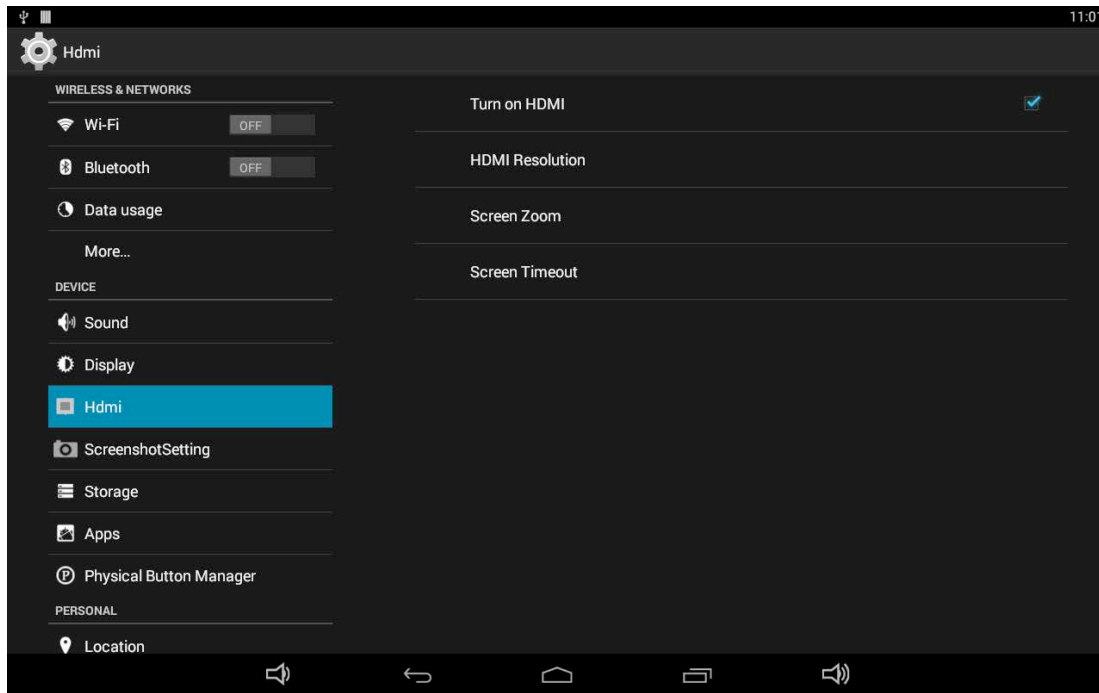 11:01
Hdmi
WIRELESS & NETWORKS
Wi-Fi OFF
Bluetooth OFF
Data usage
More...
DEVICE
Sound
Display
Hdmi
ScreenshotSetting
Storage
Apps
Physical Button Manager
PERSONAL
Location
Turn on HDMI
HDMI Resolution
Screen Zoom
Screen Timeout